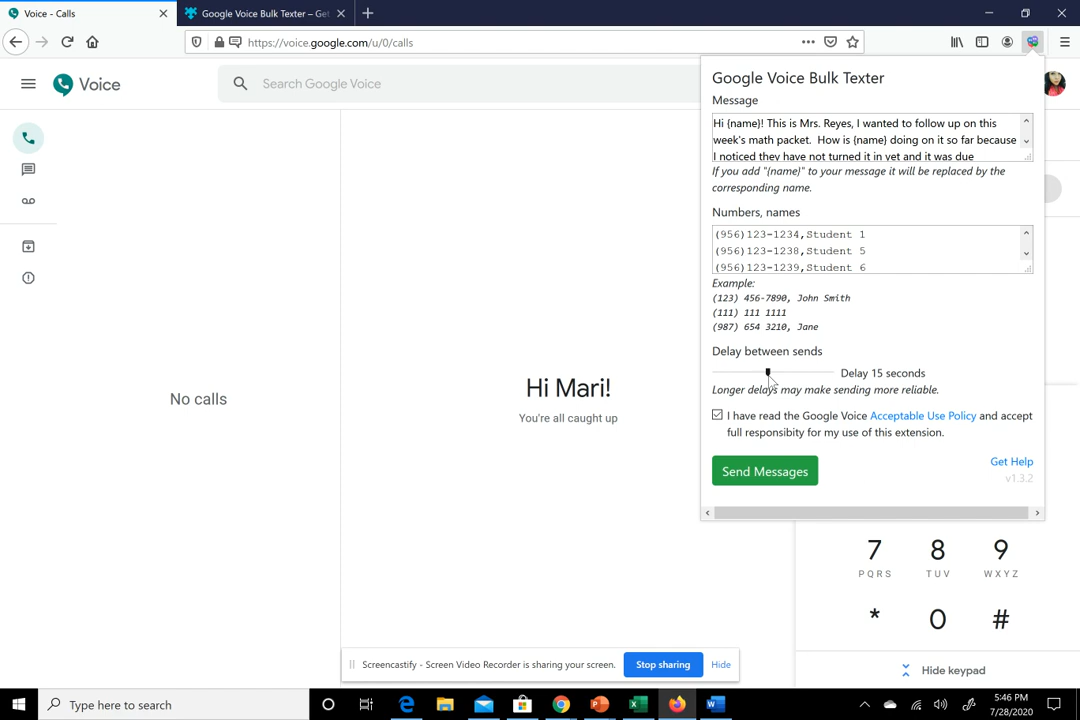 Voice - Calls
Google Voice Bulk Texter – Get
https://voice.google.com/u/0/calls
Voice
Search Google Voice
Google Voice Bulk Texter
Message
Hi {name}! This is Mrs. Reyes, I wanted to follow up on this
week's math packet.  How is {name} doing on it so far because
I noticed they have not turned it in yet and it was due
If you add "{name}" to your message it will be replaced by the
corresponding name.
Numbers, names
(956)123-1234,Student 1
(956)123-1238,Student 5
(956)123-1239,Student 6
Example:
(123) 456-7890, John Smith
(111) 111 1111
(987) 654 3210, Jane
Delay between sends
Delay 15 seconds
Longer delays may make sending more reliable.
I have read the Google Voice Acceptable Use Policy and accept
full responsibity for my use of this extension.
Send Messages
Get Help
v1.3.2
No calls
Hi Mari!
You're all caught up
7 8 9
PQRS TUV WXYZ
* 0 #
Hide keypad
Screencastify - Screen Video Recorder is sharing your screen.
Stop sharing
Hide
Type here to search
5:46 PM
7/28/2020